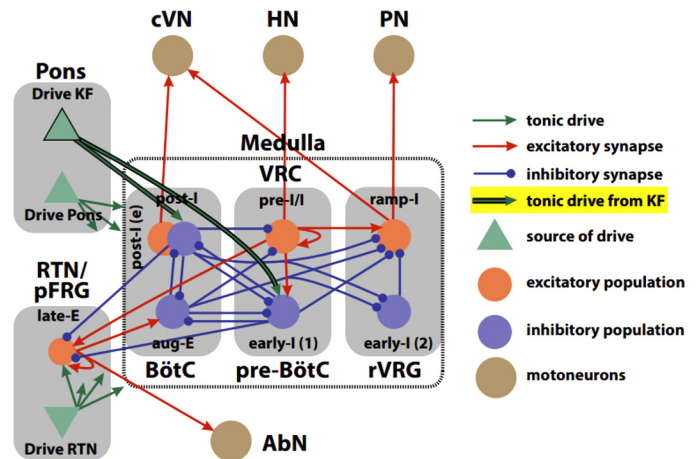 cVN
HN
PN
Pons
Drive KF
Drive Pons
Medulla
VRC
post-I
post-I (e)
pre-I/I
ramp-I
aug-E
early-I (1)
early-I (2)
BötC
pre-BötC
rVRG
RTN/
pFRG
late-E
Drive RTN
AbN
tonic drive
excitatory synapse
inhibitory synapse
tonic drive from KF
source of drive
excitatory population
inhibitory population
motoneurons